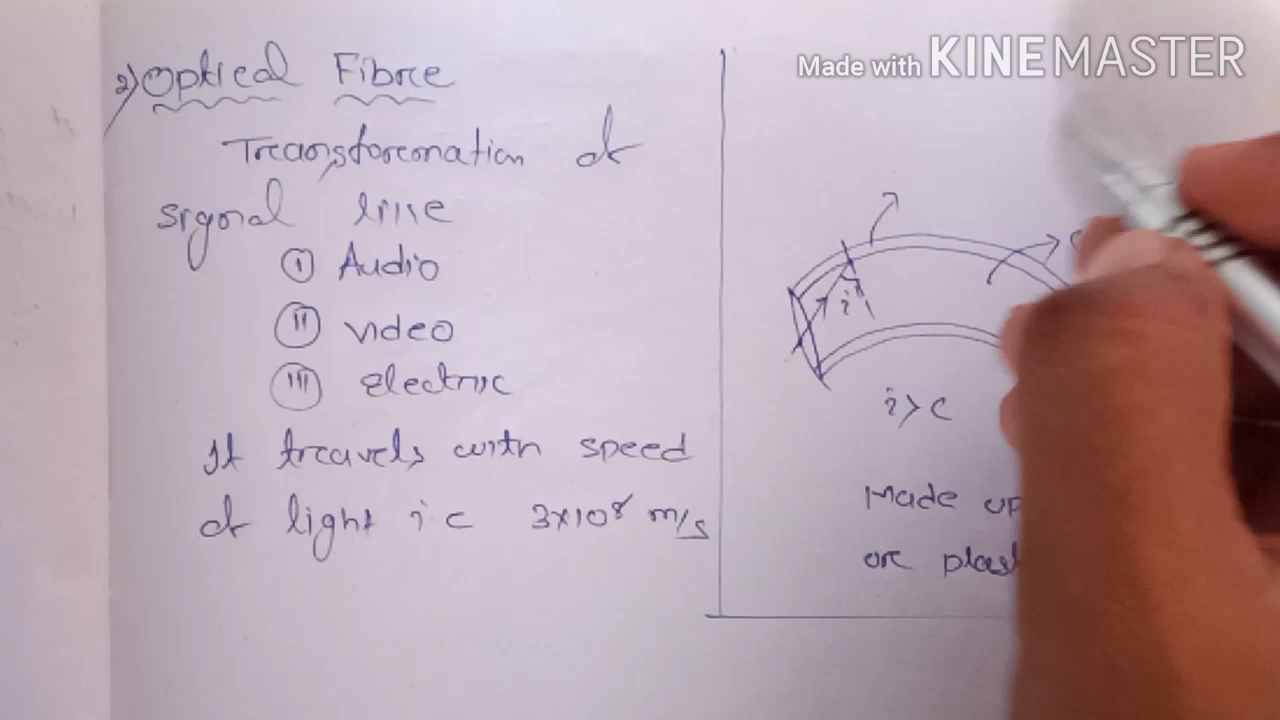 Made with KINEMASTER
2) Optical Fibre
Transformation of
signal like
i Audio
ii video
iii Electric
It travels with speed
of light i.e 3x10⁸ m/s
i
i > c
Made up
or plast